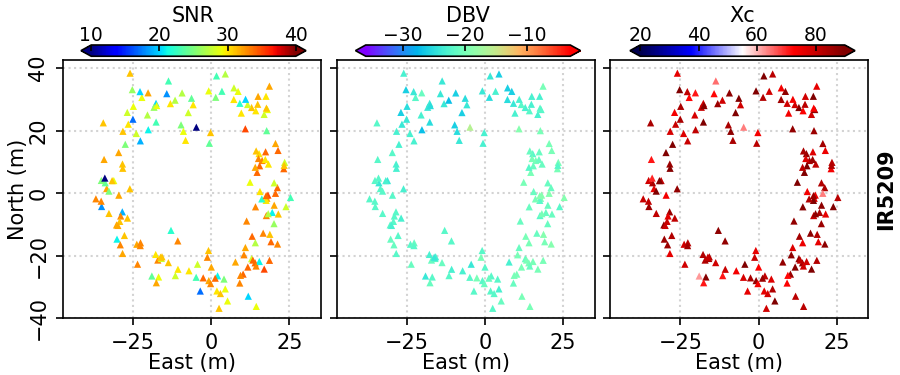 SNR DBV Xc
10 20 30 40 −30 −20 −10 20 40 60 80
40
20
0
−20
−40
North (m)
−25 0 25 −25 0 25 −25 0 25
East (m) East (m) East (m)
IR5209